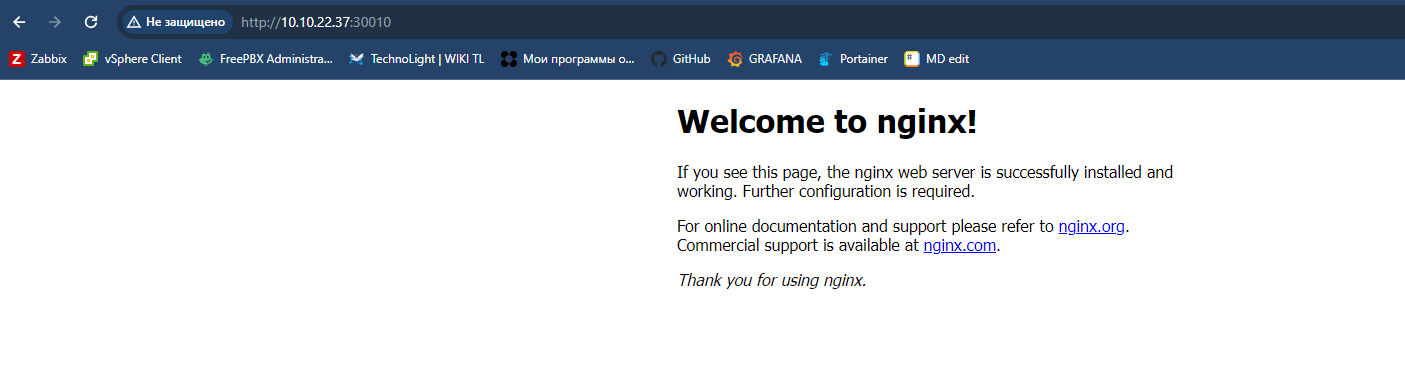 Не защищено http://10.10.22.37:30010
Zabbix vSphere Client FreePBX Administra... TechnoLight | WIKI TL Мои программы о... GitHub GRAFANA Portainer MD edit
Welcome to nginx!
If you see this page, the nginx web server is successfully installed and
working. Further configuration is required.
For online documentation and support please refer to nginx.org.
Commercial support is available at nginx.com.
Thank you for using nginx.